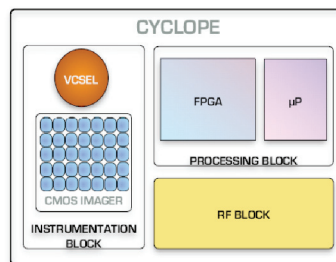 CYCLOPE
VCSEL
CMOS IMAGER
INSTRUMENTATION
BLOCK
FPGA
µP
PROCESSING BLOCK
RF BLOCK